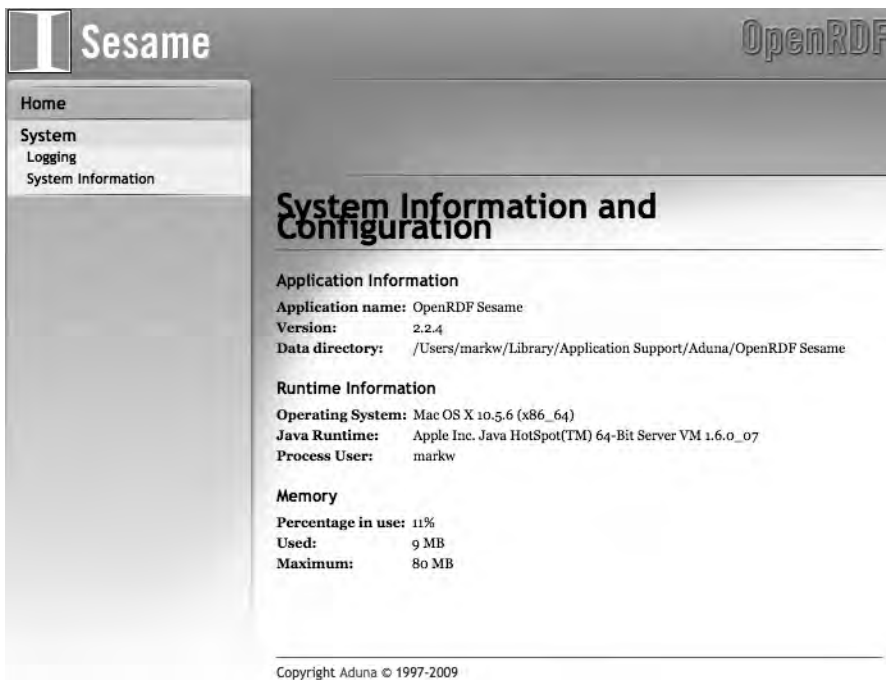 Sesame
OpenRDF
Home
System
Logging
System Information
System Information and
Configuration
Application Information
Application name: OpenRDF Sesame
Version: 2.2.4
Data directory: /Users/markw/Library/Application Support/Aduna/OpenRDF Sesame
Runtime Information
Operating System: Mac OS X 10.5.6 (x86_64)
Java Runtime: Apple Inc. Java HotSpot(TM) 64-Bit Server VM 1.6.0_07
Process User: markw
Memory
Percentage in use: 11%
Used: 9 MB
Maximum: 80 MB
Copyright Aduna © 1997-2009